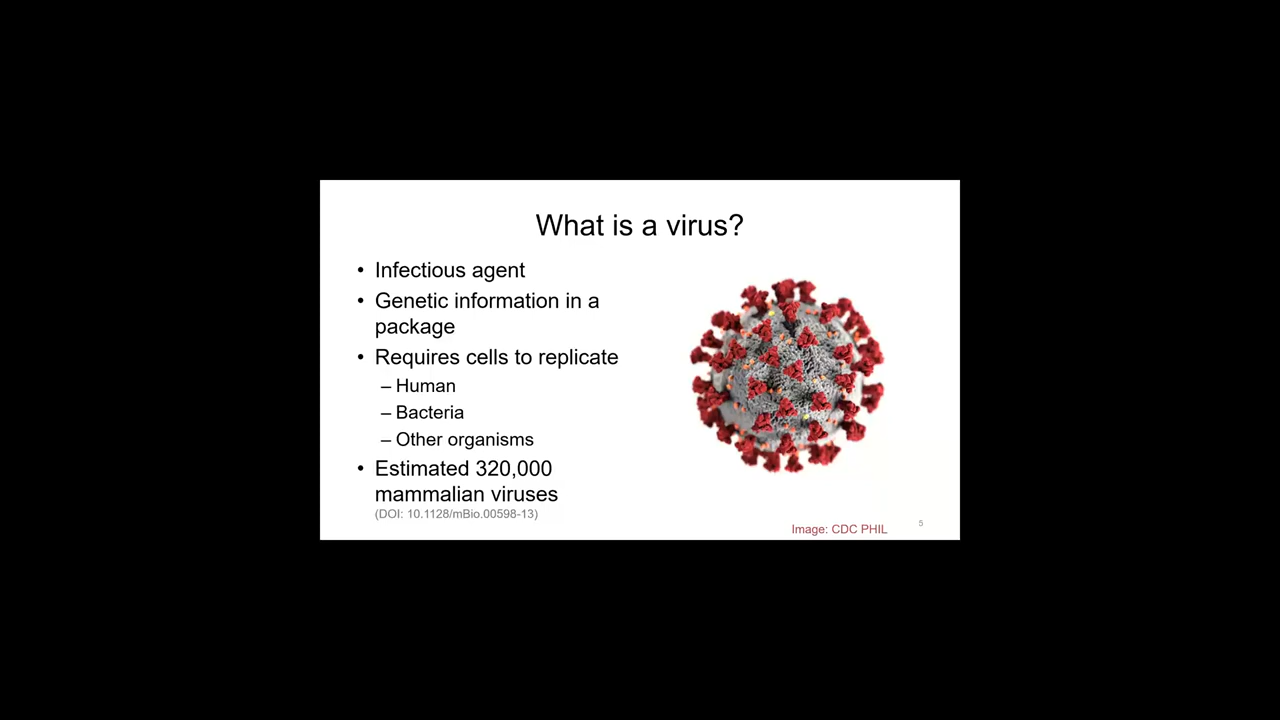 What is a virus?
• Infectious agent
• Genetic information in a
package
• Requires cells to replicate
– Human
– Bacteria
– Other organisms
• Estimated 320,000
mammalian viruses
(DOI: 10.1128/mBio.00598-13)
Image: CDC PHIL
5